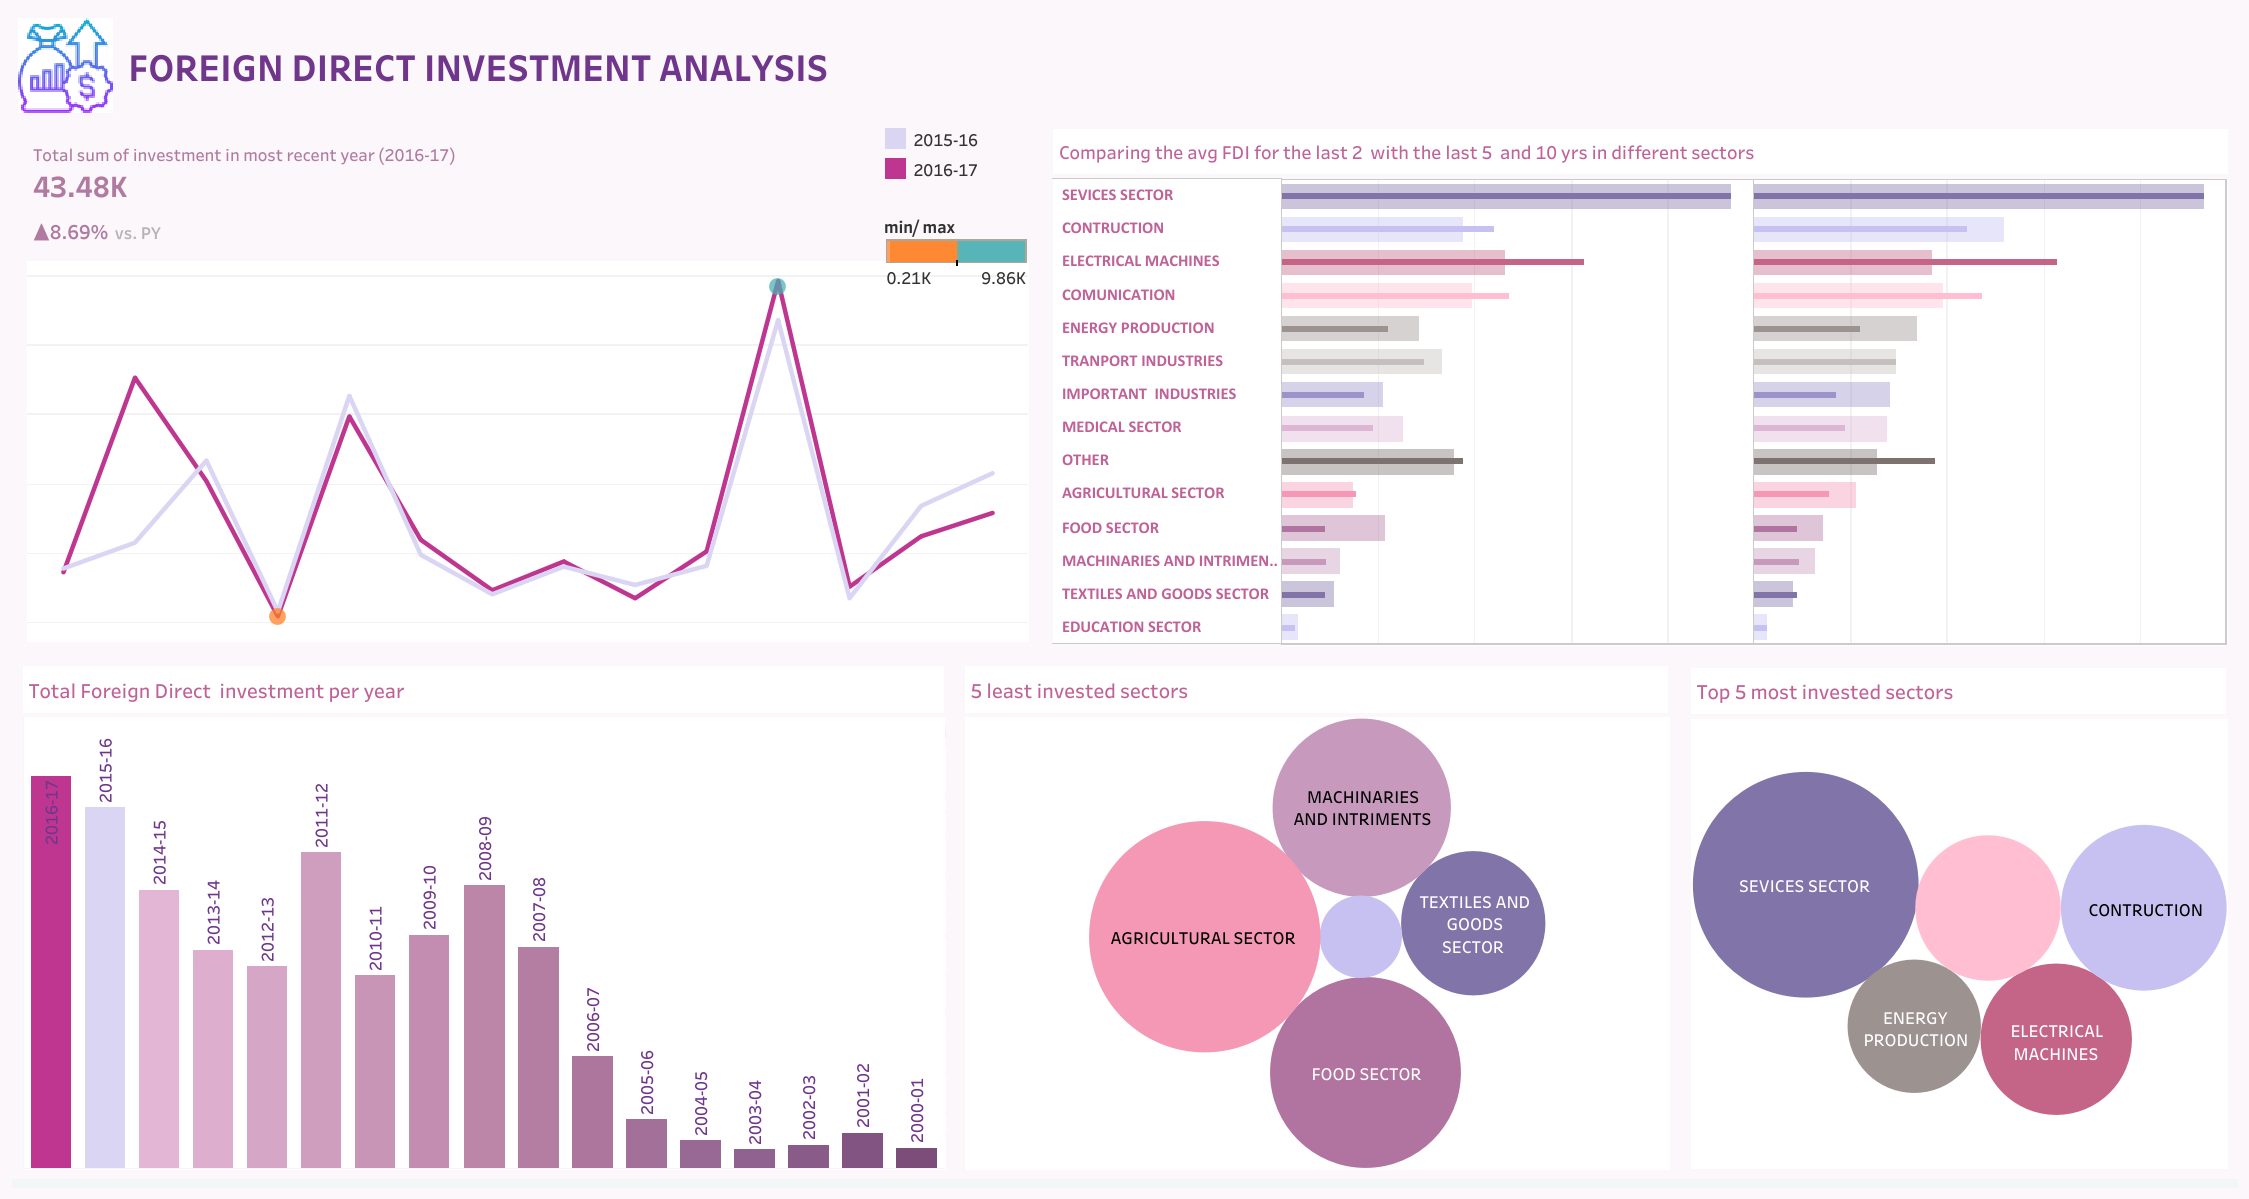 FOREIGN DIRECT INVESTMENT ANALYSIS
Total sum of investment in most recent year (2016-17)
43.48K
▲8.69% vs. PY
2015-16
2016-17
min/ max
0.21K 9.86K
Comparing the avg FDI for the last 2 with the last 5 and 10 yrs in different sectors
SEVICES SECTOR
CONTRUCTION
ELECTRICAL MACHINES
COMUNICATION
ENERGY PRODUCTION
TRANPORT INDUSTRIES
IMPORTANT INDUSTRIES
MEDICAL SECTOR
OTHER
AGRICULTURAL SECTOR
FOOD SECTOR
MACHINARIES AND INTRIMEN..
TEXTILES AND GOODS SECTOR
EDUCATION SECTOR
Total Foreign Direct investment per year
2016-17
2015-16
2014-15
2013-14
2012-13
2011-12
2010-11
2009-10
2008-09
2007-08
2006-07
2005-06
2004-05
2003-04
2002-03
2001-02
2000-01
5 least invested sectors
MACHINARIES
AND INTRIMENTS
AGRICULTURAL SECTOR
TEXTILES AND
GOODS
SECTOR
FOOD SECTOR
Top 5 most invested sectors
SEVICES SECTOR
CONTRUCTION
ENERGY
PRODUCTION
ELECTRICAL
MACHINES
$